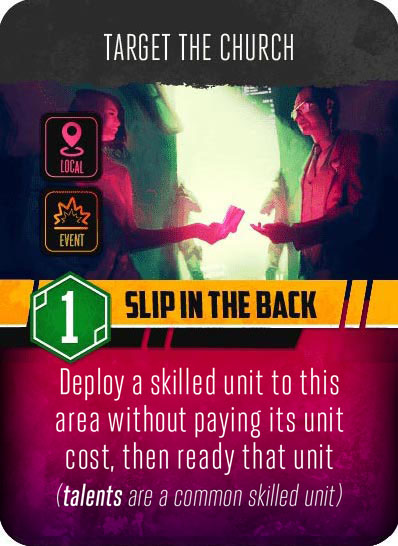 TARGET THE CHURCH
LOCAL
EVENT
1 SLIP IN THE BACK
Deploy a skilled unit to this
area without paying its unit
cost, then ready that unit
(talents are a common skilled unit)